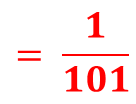 = 1/101